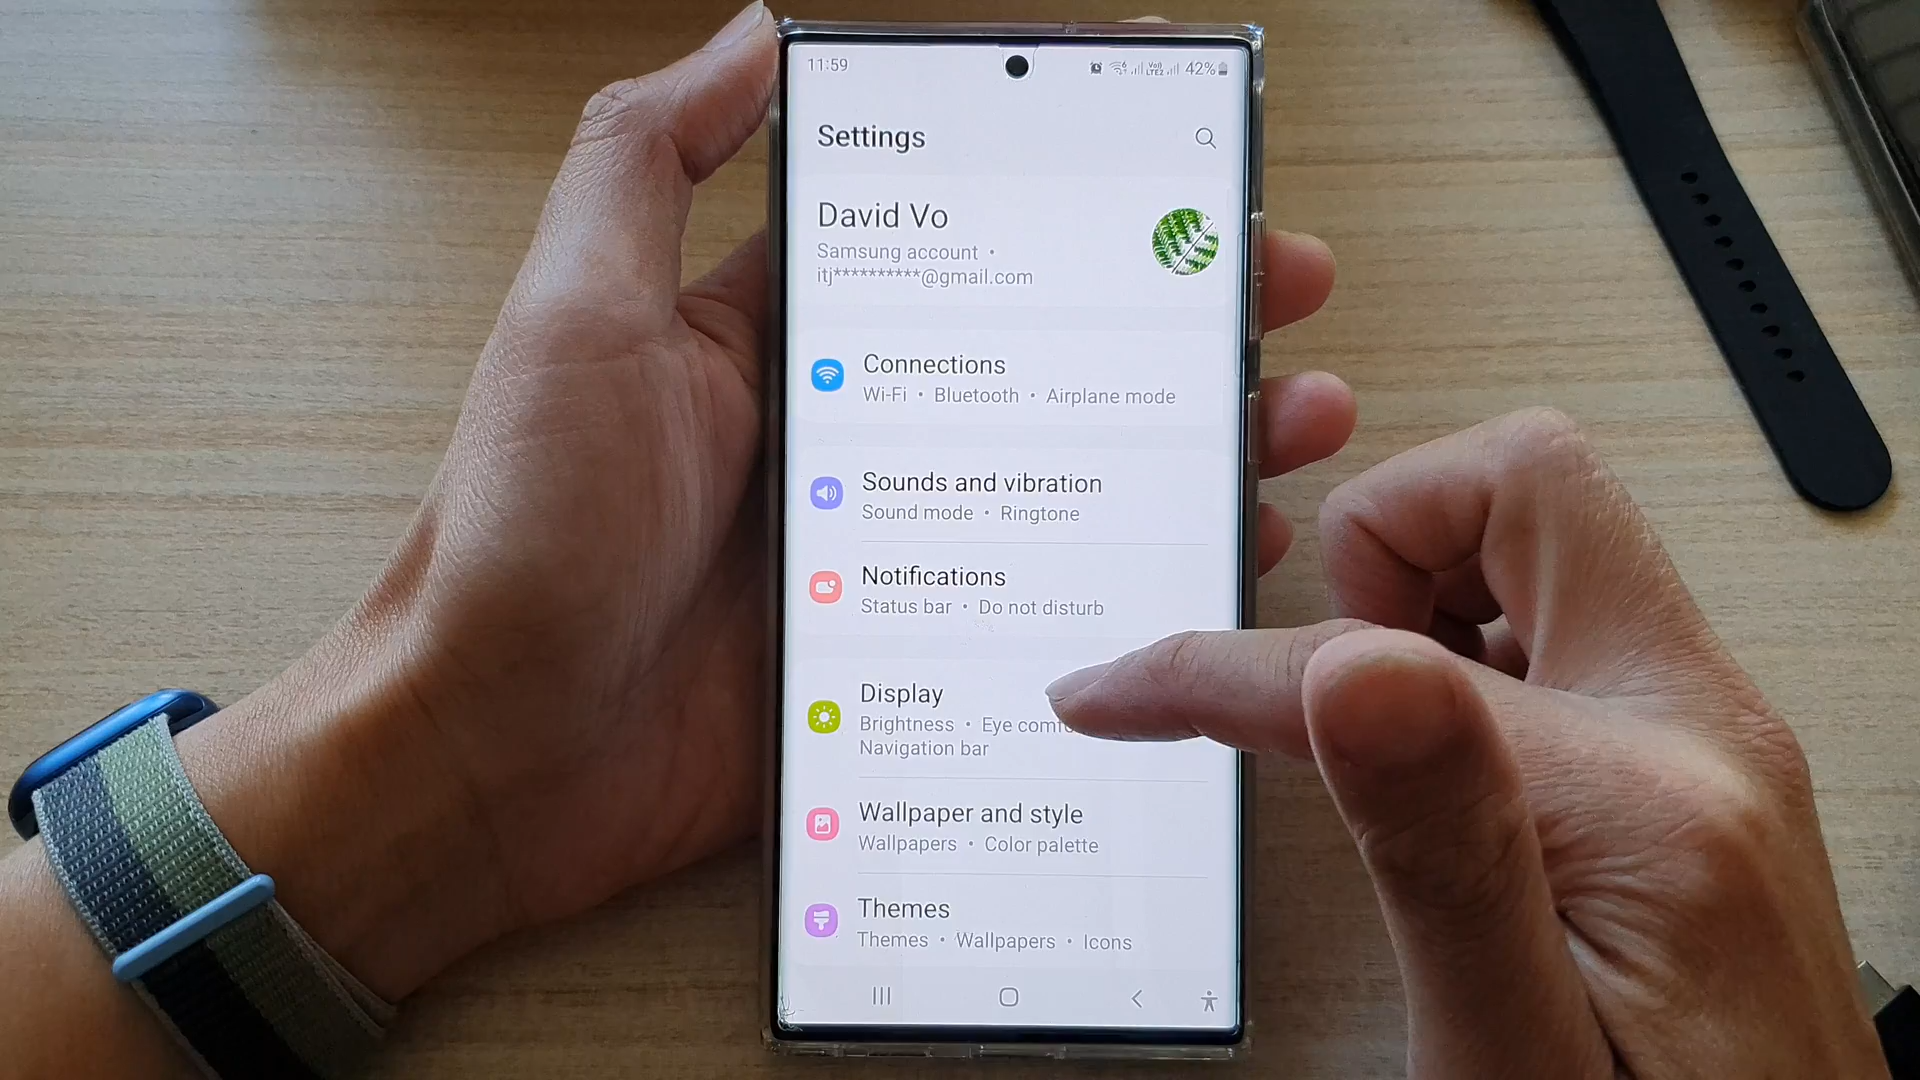 11:59
42%
Settings
David Vo
Samsung account •
itj**********@gmail.com
Connections
Wi-Fi • Bluetooth • Airplane mode
Sounds and vibration
Sound mode • Ringtone
Notifications
Status bar • Do not disturb
Display
Brightness • Eye comf
Navigation bar
Wallpaper and style
Wallpapers • Color palette
Themes
Themes • Wallpapers • Icons